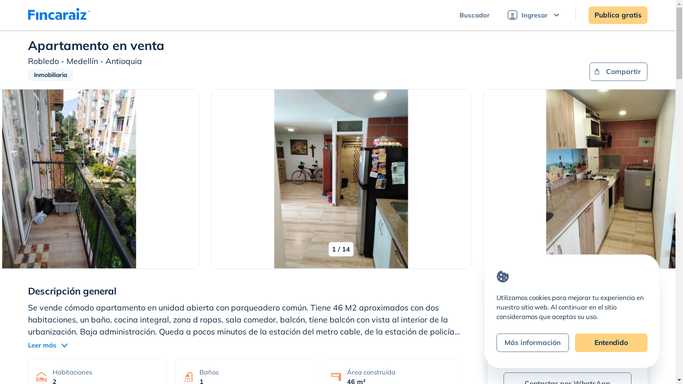 Fincaraiz
Buscador
Ingresar
Publica gratis
Apartamento en venta
Robledo - Medellín - Antioquia
Inmobiliaria
Compartir
1 / 14
Descripción general
Se vende cómodo apartamento en unidad abierta con parqueadero común. Tiene 46 M2 aproximados con dos
habitaciones, un baño, cocina integral, zona d ropas, sala comedor, balcón, tiene balcón con vista al interior de la
urbanización. Baja administración. Queda a pocos minutos de la estación del metro cable, de la estación de policía...
Leer más
Habitaciones
2
Baños
1
Área construida
46 m²
Utilizamos cookies para mejorar tu experiencia en
nuestro sitio web. Al continuar en el sitio
consideramos que aceptas su uso.
Más información
Entendido
Contactar por WhatsApp